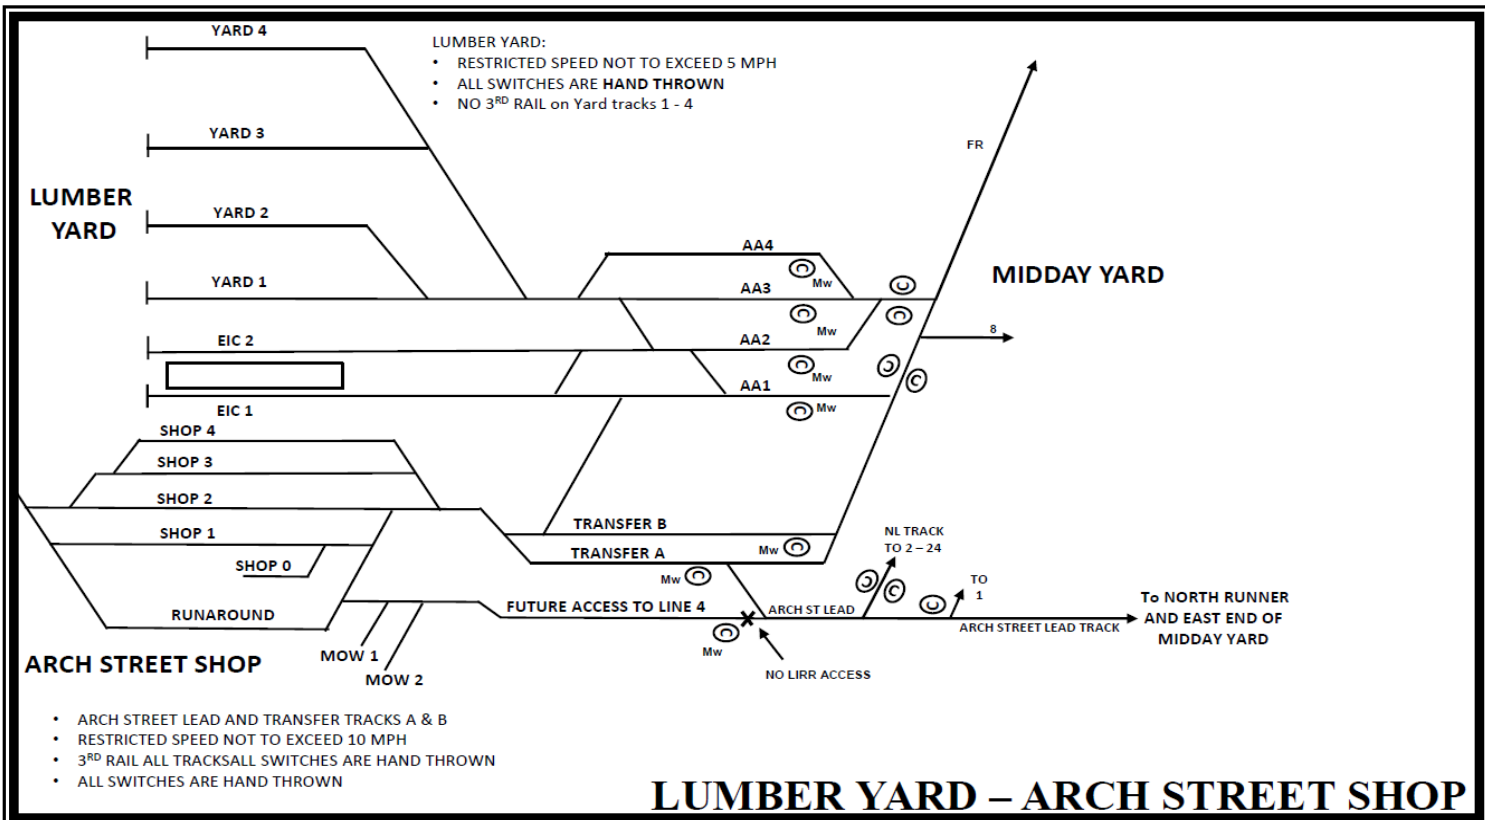 YARD 4
LUMBER YARD:
• RESTRICTED SPEED NOT TO EXCEED 5 MPH
• ALL SWITCHES ARE HAND THROWN
• NO 3RD RAIL on Yard tracks 1 - 4
YARD 3
FR
LUMBER
YARD
YARD 2
AA4
C
Mw
MIDDAY YARD
YARD 1
AA3
C
C
C
Mw
8
EIC 2
AA2
C
Mw
C
C
AA1
EIC 1
C
Mw
SHOP 4
SHOP 3
SHOP 2
SHOP 1
SHOP 0
TRANSFER B
Mw
C
TRANSFER A
Mw
C
NL TRACK
TO 2 – 24
C
C
C
TO
1
RUNAROUND
FUTURE ACCESS TO LINE 4
ARCH ST LEAD
ARCH STREET LEAD TRACK
To NORTH RUNNER
AND EAST END OF
MIDDAY YARD
C
Mw
NO LIRR ACCESS
ARCH STREET SHOP
MOW 1
MOW 2
• ARCH STREET LEAD AND TRANSFER TRACKS A & B
• RESTRICTED SPEED NOT TO EXCEED 10 MPH
• 3RD RAIL ALL TRACKSALL SWITCHES ARE HAND THROWN
• ALL SWITCHES ARE HAND THROWN
LUMBER YARD – ARCH STREET SHOP